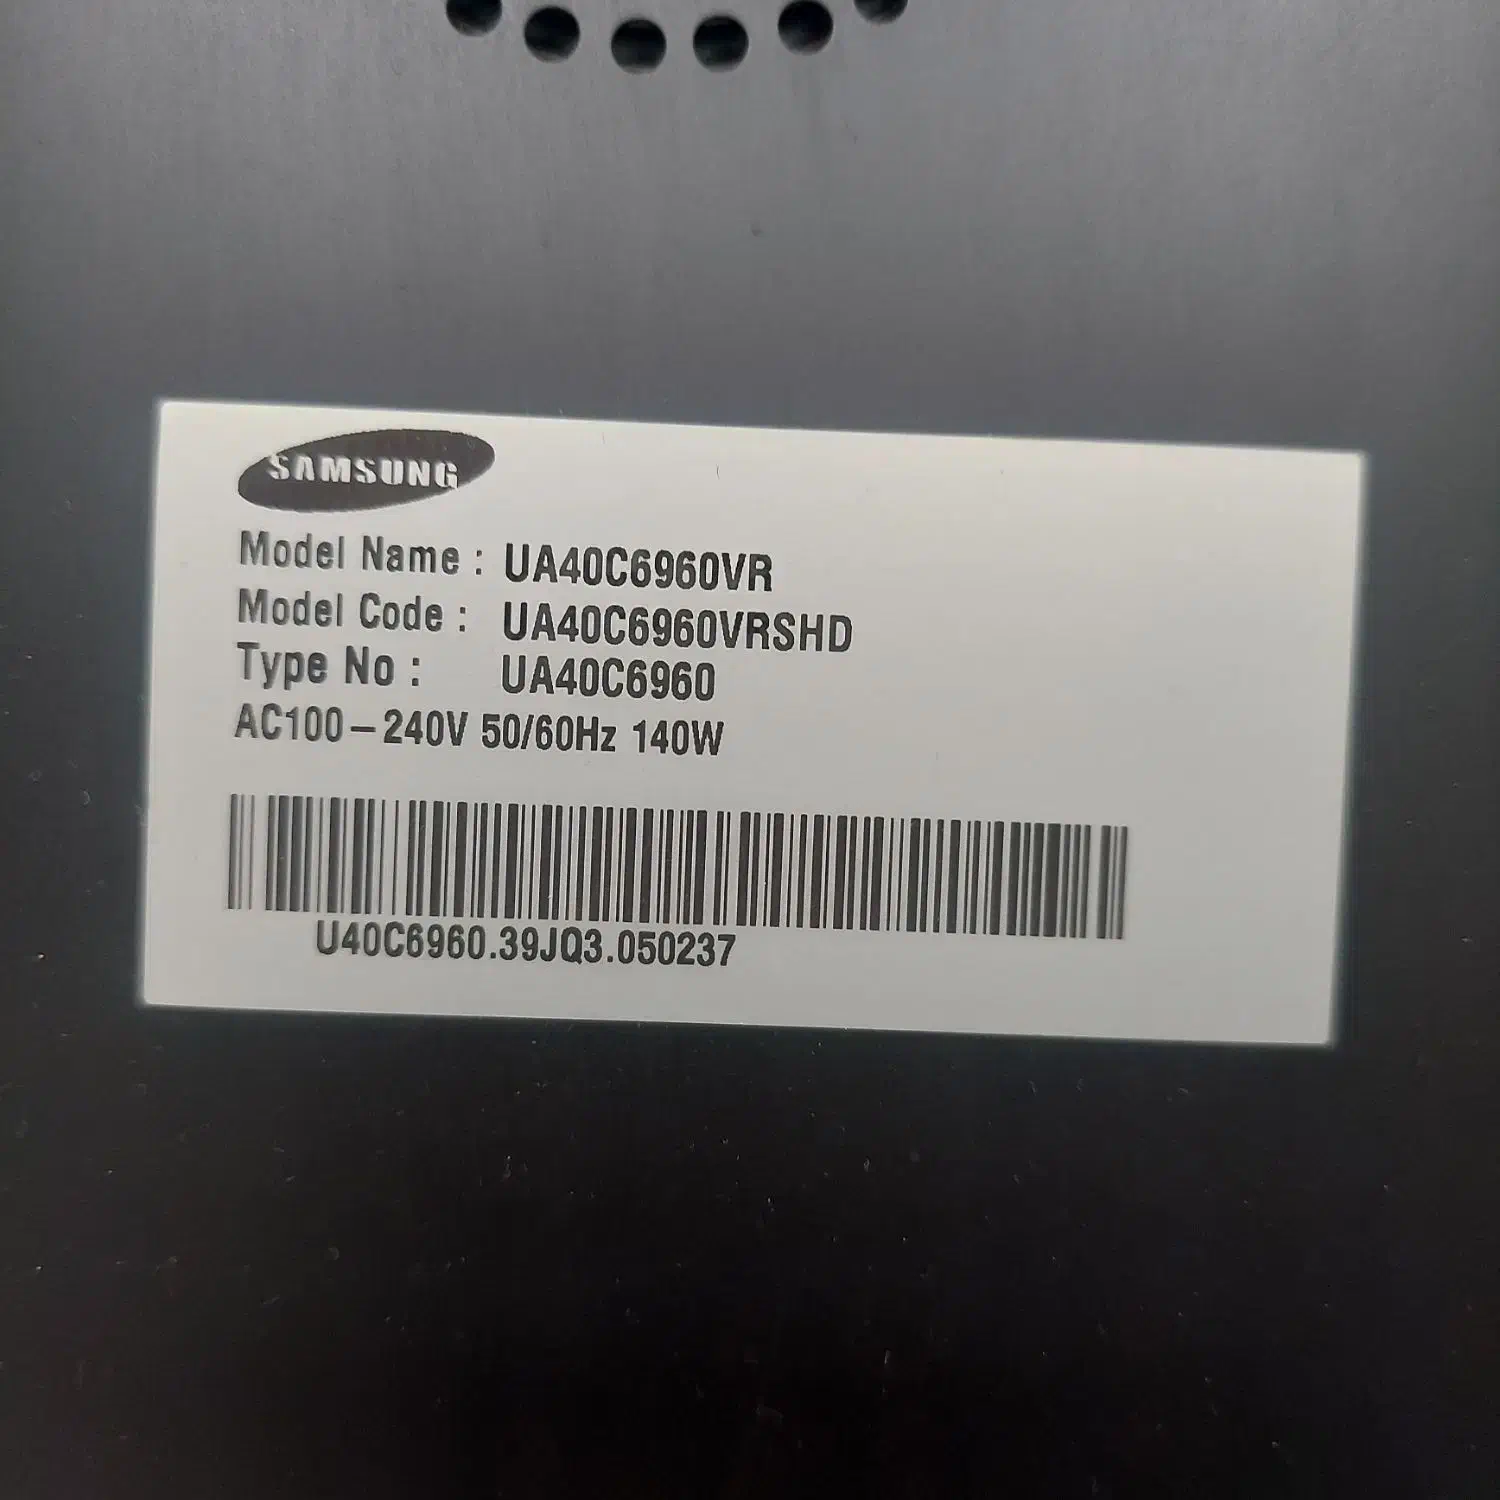 SAMSUNG
Model Name : UA40C6960VR
Model Code : UA40C6960VRSHD
Type No : UA40C6960
AC100-240V 50/60Hz 140W
U40C6960.39JQ3.050237